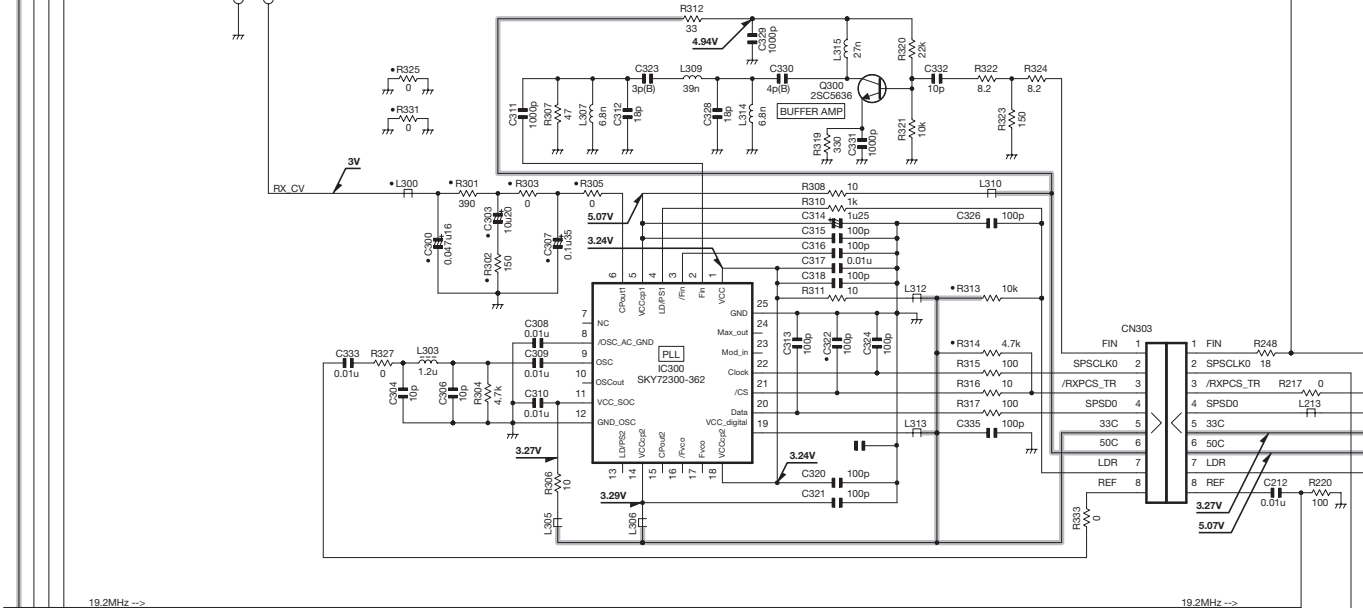 R312
33
4.94V
C329
1000p
L315
27n
R320
22k
• R325
0
• R331
0
C323
3p(B)
L309
39n
C330
4p(B)
Q300
2SC5636
BUFFER AMP
C332
10p
R322
8.2
R324
8.2
C311
1000p
R307
47
L307
6.8n
C312
18p
C328
18p
L314
6.8n
R319
330
C331
1000p
R321
10k
R323
150
3V
RX_CV
• L300
• R301
390
• R303
0
• R305
0
5.07V
3.24V
• C300
0.047u16
• C303
10u20
• R302
150
• C307
0.1u35
R308 10
R310 1k
C314 1u25
C315 100p
C316 100p
C317 0.01u
C318 100p
R311 10
L310
C326 100p
L312
• R313 10k
6 5 4 3 2 1
CPout1
VCCcp1
LD/PS1
/Fin
Fin
VCC
7 NC
8 /OSC_AC_GND
9 OSC
10 OSCout
11 VCC_SOC
12 GND_OSC
PLL
IC300
SKY72300-362
25 GND
24 Max_out
23 Mod_in
22 Clock
21 /CS
20 Data
19 VCC_digital
LD/PS2
VCCcp2
CPout2
/Fvco
Fvco
VCCcp2
13 14 15 16 17 18
C308
0.01u
C309
0.01u
C310
0.01u
C333
0.01u
R327
0
L303
1.2u
C304
10p
C306
10p
R304
4.7k
3.27V
R306
10
L305
3.29V
L306
C313
100p
• C322
100p
C324
100p
• R314 4.7k
R315 100
R316 10
R317 100
L313
C335 100p
3.24V
C320 100p
C321 100p
CN303
FIN 1
SPSCLK0 2
/RXPCS_TR 3
SPSD0 4
33C 5
50C 6
LDR 7
REF 8
1 FIN
2 SPSCLK0
3 /RXPCS_TR
4 SPSD0
5 33C
6 50C
7 LDR
8 REF
R248
18
R217 0
L213
R333
0
3.27V
5.07V
C212
0.01u
R220
100
19.2MHz -->
19.2MHz -->